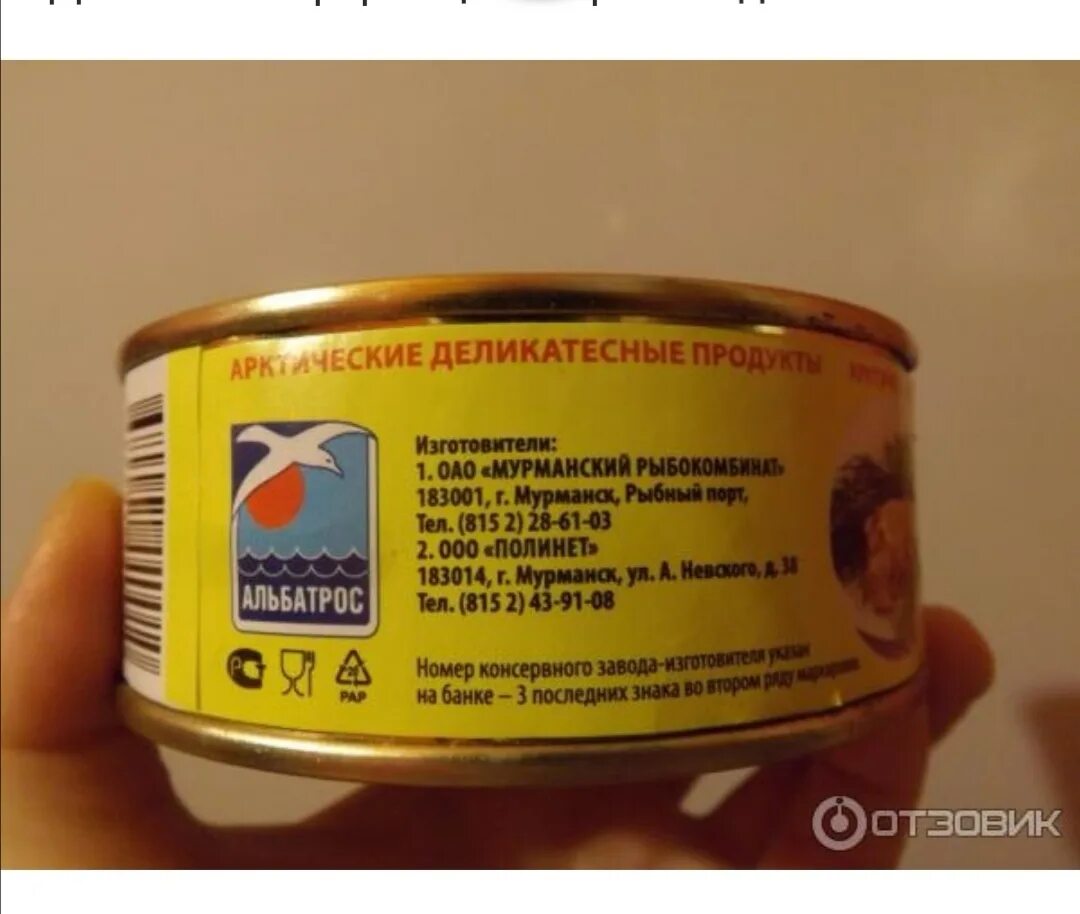 АРКТИЧЕСКИЕ ДЕЛИКАТЕСНЫЕ ПРОДУКТЫ
Изготовители:
1. ОАО «МУРМАНСКИЙ РЫБОКОМБИНАТ»
183001, г. Мурманск, Рыбный порт,
Тел. (815 2) 28-61-03
2. ООО «ПОЛИНЕТ»
183014, г. Мурманск, ул. А. Невского, д. 38
Тел. (815 2) 43-91-08
АЛЬБАТРОС
РСТ
21
PAP
Номер консервного завода-изготовителя указан
на банке – 3 последних знака во втором ряду маркировки
ОТЗОВИК